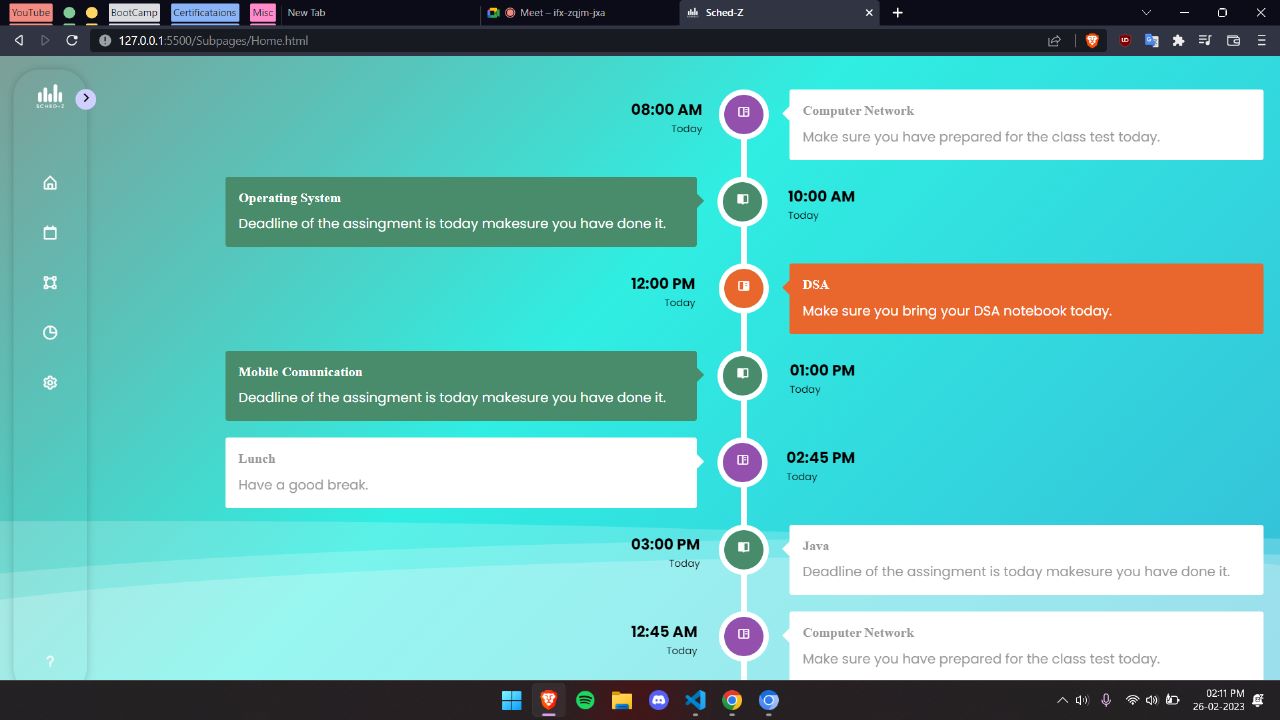 YouTube
BootCamp
Certificataions
Misc
New Tab
Meet – ifx-zqjm-jxa
Sched-Z
127.0.0.1:5500/Subpages/Home.html
SCHED-Z
08:00 AM
Today
Computer Network
Make sure you have prepared for the class test today.
Operating System
Deadline of the assingment is today makesure you have done it.
10:00 AM
Today
12:00 PM
Today
DSA
Make sure you bring your DSA notebook today.
Mobile Comunication
Deadline of the assingment is today makesure you have done it.
01:00 PM
Today
Lunch
Have a good break.
02:45 PM
Today
03:00 PM
Today
Java
Deadline of the assingment is today makesure you have done it.
12:45 AM
Today
Computer Network
Make sure you have prepared for the class test today.
?
02:11 PM
26-02-2023